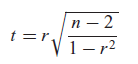 t = r√((n − 2)/(1 − r²))